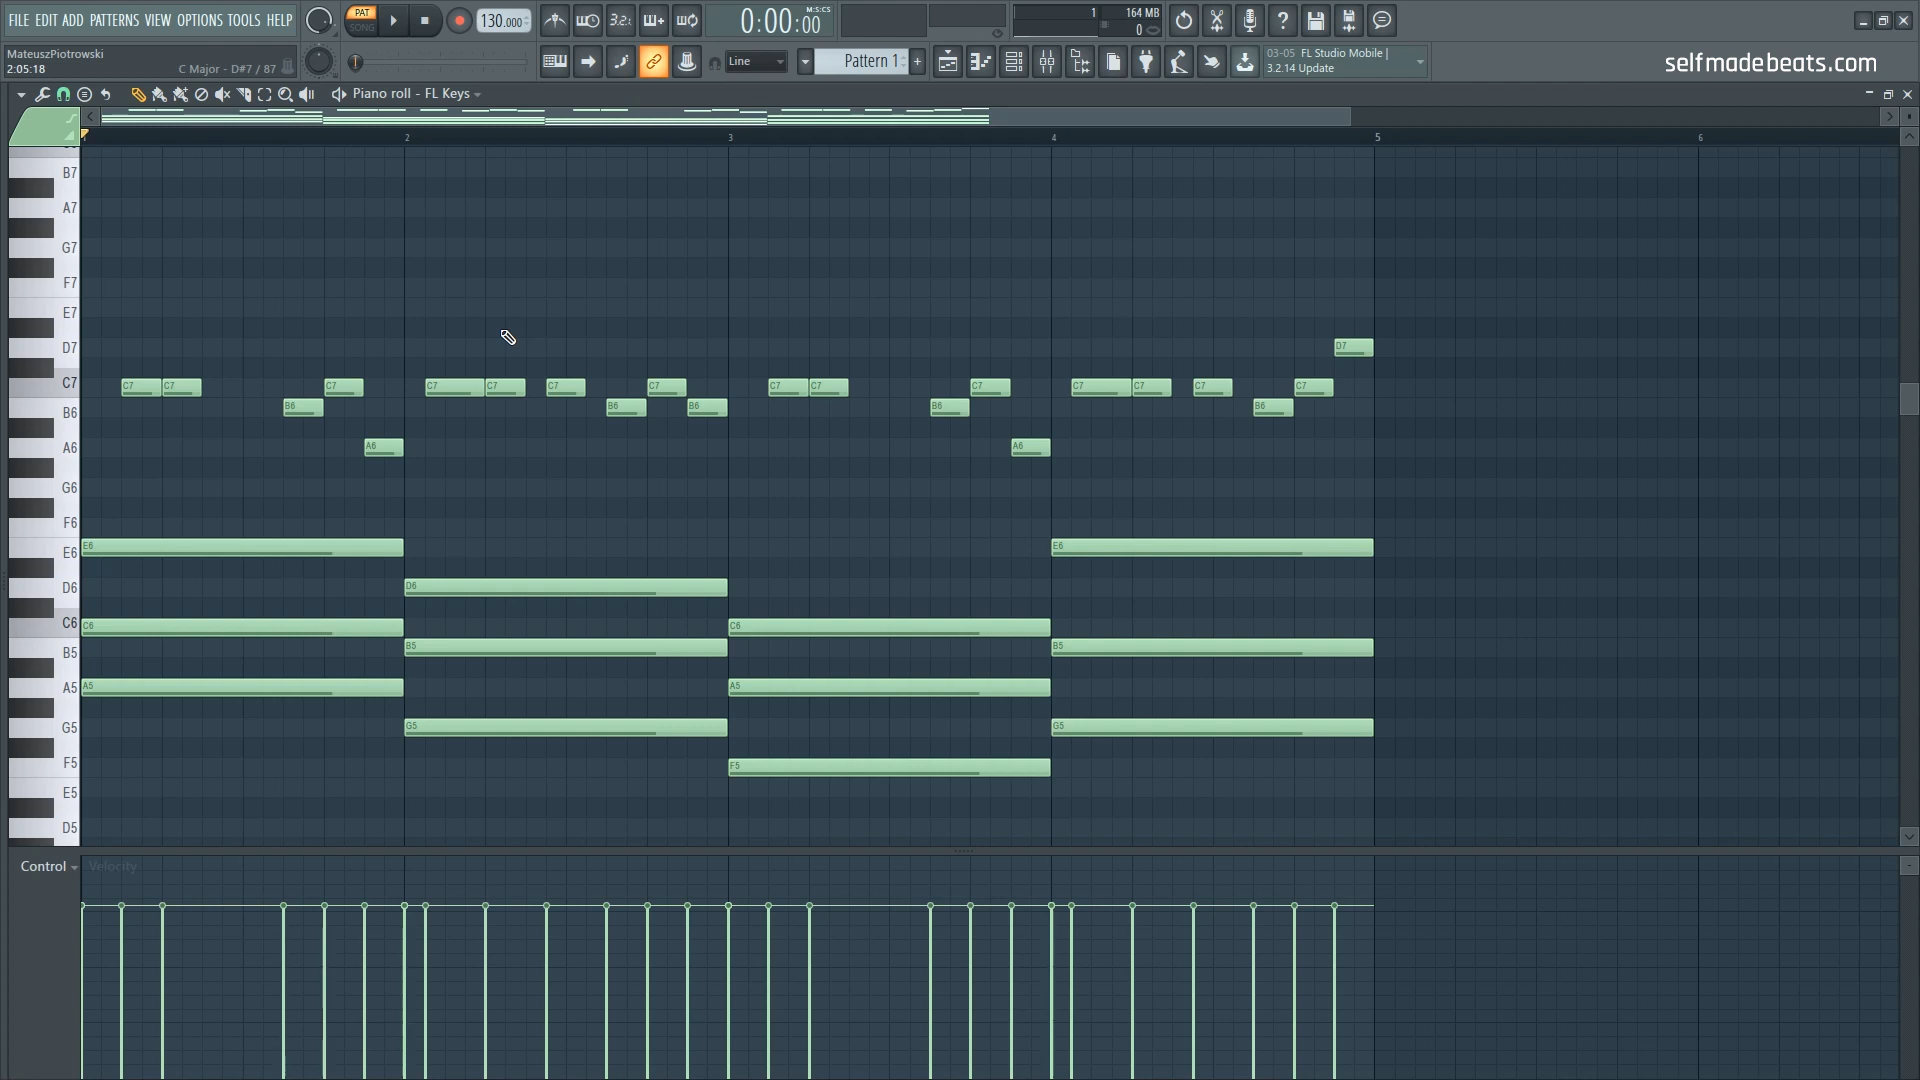 FILE EDIT ADD PATTERNS VIEW OPTIONS TOOLS HELP
PAT
SONG
130.000
3.2.
0:00:00
M:S:CS
1
164 MB
0
MateuszPiotrowski
2:05:18
C Major - D#7 / 87
Line
Pattern 1
+
03-05 FL Studio Mobile |
3.2.14 Update
selfmadebeats.com
Piano roll - FL Keys
2
3
4
5
6
B7
A7
G7
F7
E7
D7
D7
C7
C7 C7 C7 C7 C7 C7 C7 C7 C7 C7 C7 C7 C7 C7
B6
B6 B6 B6 B6 B6
A6
A6 A6
G6
F6
E6
E6 E6
D6
D6
C6
C6 C6
B5
B5 B5
A5
A5 A5
G5
G5 G5
F5
F5
E5
D5
Control
Velocity